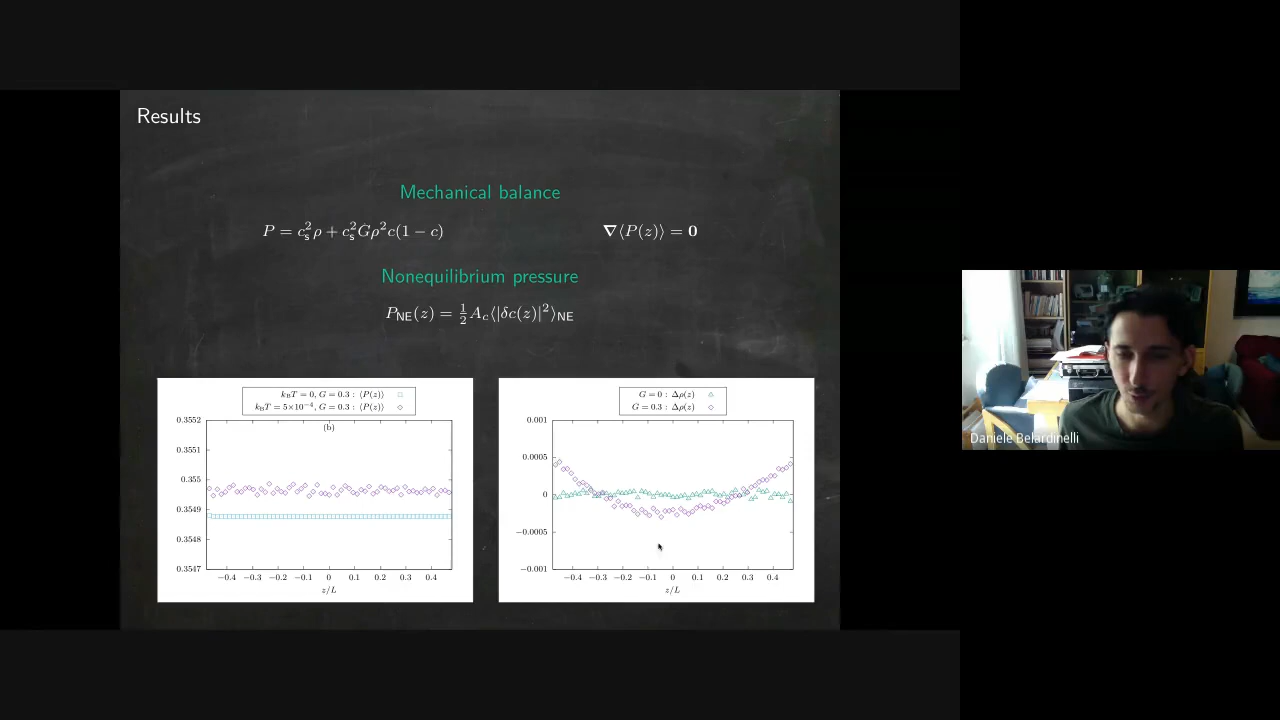 Results
Mechanical balance
P = c_s^2 ρ + c_s^2 Gρ^2 c(1 − c)
∇⟨P(z)⟩ = 0
Nonequilibrium pressure
P_NE(z) = 1/2 A_c⟨|δc(z)|^2⟩_NE
k_BT = 0, G = 0.3 : ⟨P(z)⟩
k_BT = 5×10^−4, G = 0.3 : ⟨P(z)⟩
(b)
0.3552
0.3551
0.355
0.3549
0.3548
0.3547
−0.4 −0.3 −0.2 −0.1 0 0.1 0.2 0.3 0.4
z/L
G = 0 : Δρ(z)
G = 0.3 : Δρ(z)
0.001
0.0005
0
−0.0005
−0.001
−0.4 −0.3 −0.2 −0.1 0 0.1 0.2 0.3 0.4
z/L
Daniele Belardinelli